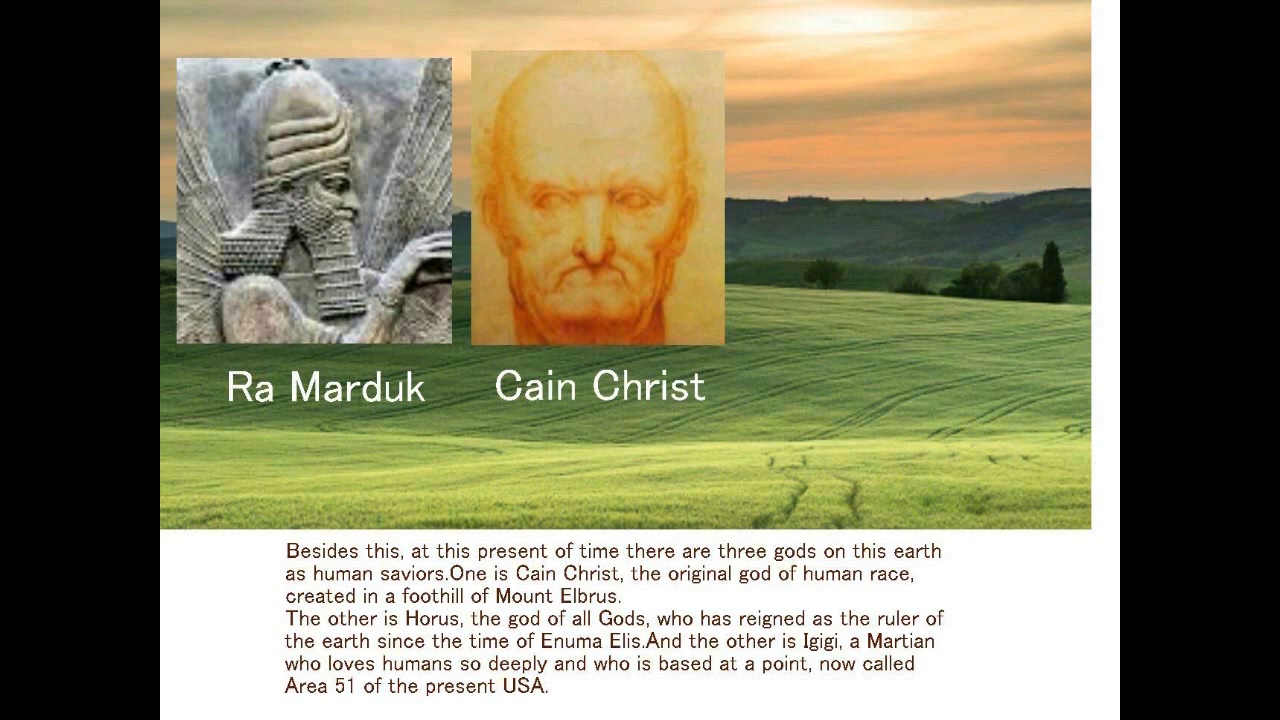 Ra Marduk
Cain Christ
Besides this, at this present of time there are three gods on this earth
as human saviors.One is Cain Christ, the original god of human race,
created in a foothill of Mount Elbrus.
The other is Horus, the god of all Gods, who has reigned as the ruler of
the earth since the time of Enuma Elis.And the other is Igigi, a Martian
who loves humans so deeply and who is based at a point, now called
Area 51 of the present USA.